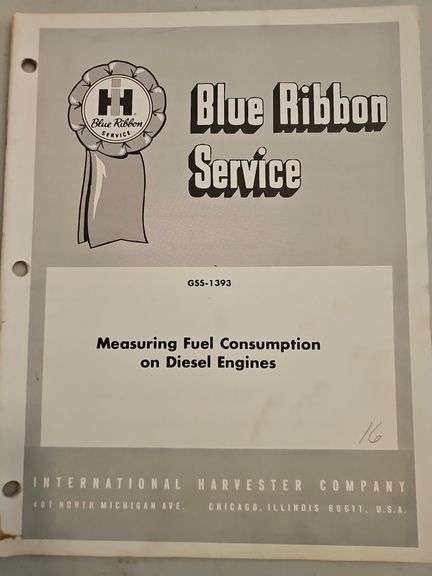 IH
Blue Ribbon
SERVICE
Blue Ribbon
Service
GSS-1393
Measuring Fuel Consumption
on Diesel Engines
16
INTERNATIONAL HARVESTER COMPANY
401 NORTH MICHIGAN AVE. CHICAGO, ILLINOIS 60611, U.S.A.